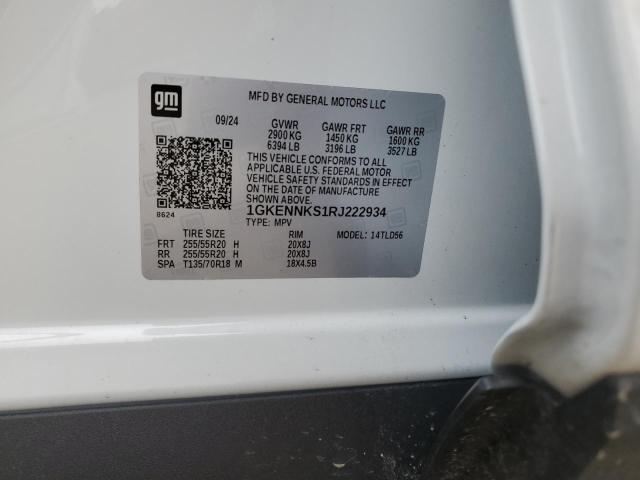 gm
MFD BY GENERAL MOTORS LLC
09/24 GVWR GAWR FRT GAWR RR
2900 KG 1450 KG 1600 KG
6394 LB 3196 LB 3527 LB
THIS VEHICLE CONFORMS TO ALL
APPLICABLE U.S. FEDERAL MOTOR
VEHICLE SAFETY STANDARDS IN EFFECT
ON THE DATE OF MANUFACTURE
SHOWN ABOVE.
8624 1GKENNKS1RJ222934
TYPE: MPV
TIRE SIZE RIM MODEL: 14TLD56
FRT 255/55R20 H 20X8J
RR 255/55R20 H 20X8J
SPA T135/70R18 M 18X4.5B